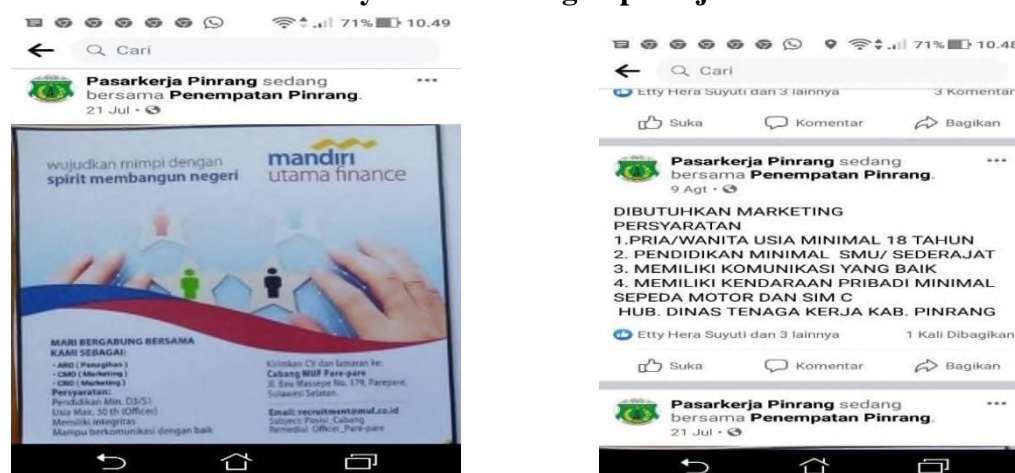 71% 10.49
Cari
Pasarkerja Pinrang sedang
bersama Penempatan Pinrang.
21 Jul
wujudkan mimpi dengan
spirit membangun negeri
mandiri
utama finance
MARI BERGABUNG BERSAMA
KAMI SEBAGAI:
- ARO ( Penagihan )
- CMO ( Marketing )
- CRO ( Marketing )
Persyaratan:
Pendidikan Min. D3/S1
Usia Max. 30 th (Officer)
Memiliki integritas
Mampu berkomunikasi dengan baik
Kirimkan CV dan lamaran ke:
Cabang MUF Pare-pare
Jl. Bau Massepe No. 179, Parepare,
Sulawesi Selatan.
Email: recruitment@muf.co.id
Subject: Posisi_Cabang
Remedial Officer_Pare-pare
71% 10.48
Cari
Etty Hera Suyuti dan 3 lainnya 3 Komentar
Suka Komentar Bagikan
Pasarkerja Pinrang sedang
bersama Penempatan Pinrang.
9 Agt
DIBUTUHKAN MARKETING
PERSYARATAN
1.PRIA/WANITA USIA MINIMAL 18 TAHUN
2. PENDIDIKAN MINIMAL SMU/ SEDERAJAT
3. MEMILIKI KOMUNIKASI YANG BAIK
4. MEMILIKI KENDARAAN PRIBADI MINIMAL
SEPEDA MOTOR DAN SIM C
HUB. DINAS TENAGA KERJA KAB. PINRANG
Etty Hera Suyuti dan 3 lainnya 1 Kali Dibagikan
Suka Komentar Bagikan
Pasarkerja Pinrang sedang
bersama Penempatan Pinrang.
21 Jul